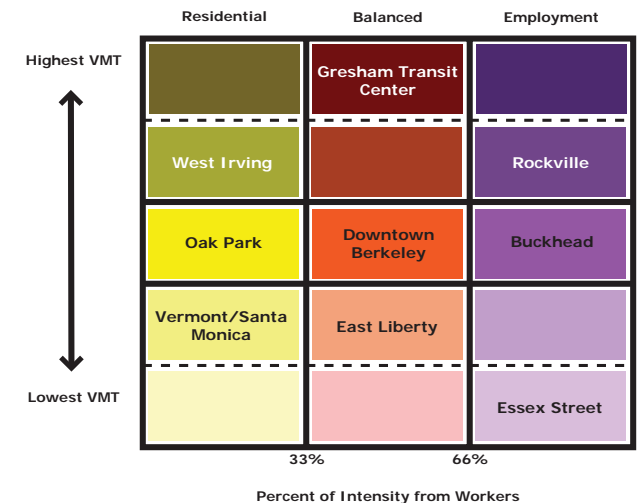 Residential Balanced Employment
Highest VMT
Gresham Transit
Center
West Irving
Rockville
Oak Park
Downtown
Berkeley
Buckhead
Vermont/Santa
Monica
East Liberty
Lowest VMT
Essex Street
33% 66%
Percent of Intensity from Workers